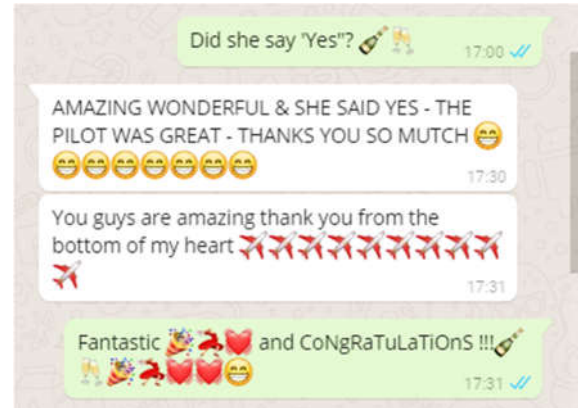 Did she say 'Yes"? 🍾🥂
17:00
AMAZING WONDERFUL & SHE SAID YES - THE
PILOT WAS GREAT - THANKS YOU SO MUTCH 😁
😁😁😁😁😁😁😁
17:30
You guys are amazing thank you from the
bottom of my heart ✈✈✈✈✈✈✈✈✈
✈
17:31
Fantastic 🎉💃💓 and CoNgRaTuLaTiOnS !!!🍾
🥂🎉💃💓💓😁
17:31